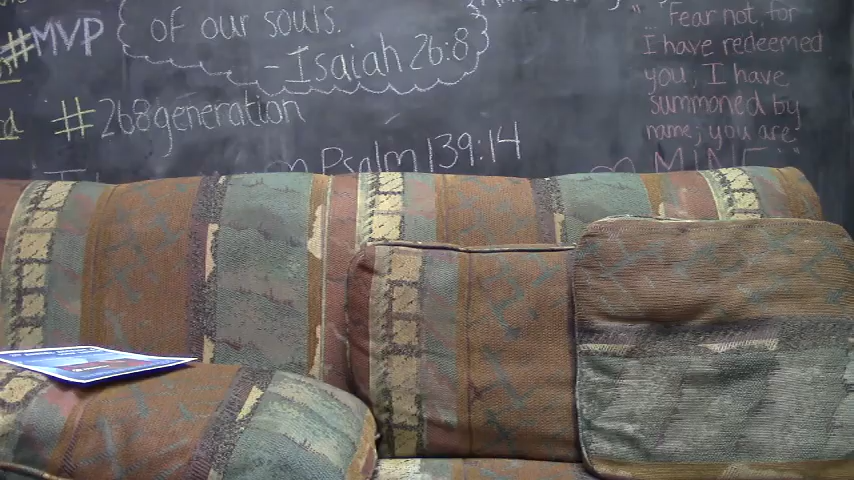 #MVP
of our souls.
- Isaiah 26:8
#268generation
Psalm 139:14
"... Fear not, for
I have redeemed
you, I have
summoned by
name; you are
MINE"